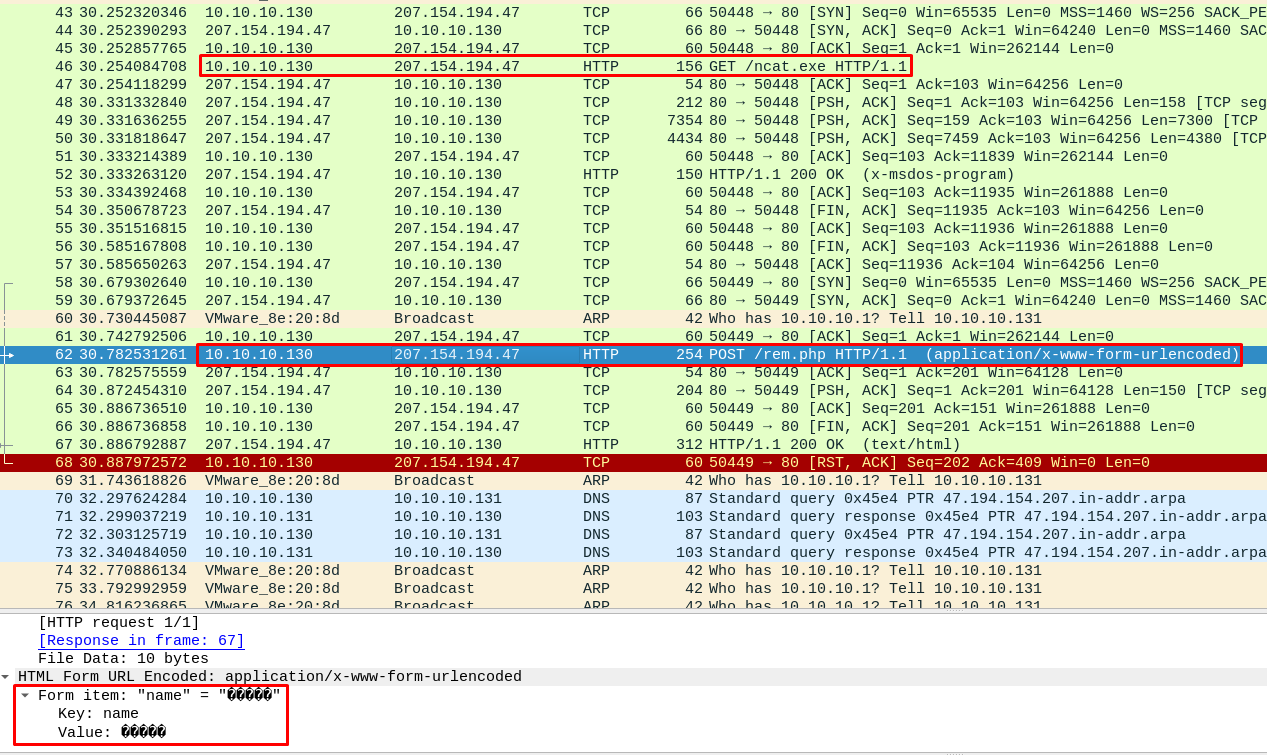 43 30.252320346 10.10.10.130 207.154.194.47 TCP 66 50448 → 80 [SYN] Seq=0 Win=65535 Len=0 MSS=1460 WS=256 SACK_PE
44 30.252390293 207.154.194.47 10.10.10.130 TCP 66 80 → 50448 [SYN, ACK] Seq=0 Ack=1 Win=64240 Len=0 MSS=1460 SAC
45 30.252857765 10.10.10.130 207.154.194.47 TCP 60 50448 → 80 [ACK] Seq=1 Ack=1 Win=262144 Len=0
46 30.254084708 10.10.10.130 207.154.194.47 HTTP 156 GET /ncat.exe HTTP/1.1
47 30.254118299 207.154.194.47 10.10.10.130 TCP 54 80 → 50448 [ACK] Seq=1 Ack=103 Win=64256 Len=0
48 30.331332840 207.154.194.47 10.10.10.130 TCP 212 80 → 50448 [PSH, ACK] Seq=1 Ack=103 Win=64256 Len=158 [TCP seg
49 30.331636255 207.154.194.47 10.10.10.130 TCP 7354 80 → 50448 [PSH, ACK] Seq=159 Ack=103 Win=64256 Len=7300 [TCP
50 30.331818647 207.154.194.47 10.10.10.130 TCP 4434 80 → 50448 [PSH, ACK] Seq=7459 Ack=103 Win=64256 Len=4380 [TC
51 30.333214389 10.10.10.130 207.154.194.47 TCP 60 50448 → 80 [ACK] Seq=103 Ack=11839 Win=262144 Len=0
52 30.333263120 207.154.194.47 10.10.10.130 HTTP 150 HTTP/1.1 200 OK (x-msdos-program)
53 30.334392468 10.10.10.130 207.154.194.47 TCP 60 50448 → 80 [ACK] Seq=103 Ack=11935 Win=261888 Len=0
54 30.350678723 207.154.194.47 10.10.10.130 TCP 54 80 → 50448 [FIN, ACK] Seq=11935 Ack=103 Win=64256 Len=0
55 30.351516815 10.10.10.130 207.154.194.47 TCP 60 50448 → 80 [ACK] Seq=103 Ack=11936 Win=261888 Len=0
56 30.585167808 10.10.10.130 207.154.194.47 TCP 60 50448 → 80 [FIN, ACK] Seq=103 Ack=11936 Win=261888 Len=0
57 30.585650263 207.154.194.47 10.10.10.130 TCP 54 80 → 50448 [ACK] Seq=11936 Ack=104 Win=64256 Len=0
58 30.679302640 10.10.10.130 207.154.194.47 TCP 66 50449 → 80 [SYN] Seq=0 Win=65535 Len=0 MSS=1460 WS=256 SACK_PE
59 30.679372645 207.154.194.47 10.10.10.130 TCP 66 80 → 50449 [SYN, ACK] Seq=0 Ack=1 Win=64240 Len=0 MSS=1460 SAC
60 30.730445087 VMware_8e:20:8d Broadcast ARP 42 Who has 10.10.10.1? Tell 10.10.10.131
61 30.742792506 10.10.10.130 207.154.194.47 TCP 60 50449 → 80 [ACK] Seq=1 Ack=1 Win=262144 Len=0
62 30.782531261 10.10.10.130 207.154.194.47 HTTP 254 POST /rem.php HTTP/1.1 (application/x-www-form-urlencoded)
63 30.782575559 207.154.194.47 10.10.10.130 TCP 54 80 → 50449 [ACK] Seq=1 Ack=201 Win=64128 Len=0
64 30.872454310 207.154.194.47 10.10.10.130 TCP 204 80 → 50449 [PSH, ACK] Seq=1 Ack=201 Win=64128 Len=150 [TCP seg
65 30.886736510 10.10.10.130 207.154.194.47 TCP 60 50449 → 80 [ACK] Seq=201 Ack=151 Win=261888 Len=0
66 30.886736858 10.10.10.130 207.154.194.47 TCP 60 50449 → 80 [FIN, ACK] Seq=201 Ack=151 Win=261888 Len=0
67 30.886792887 207.154.194.47 10.10.10.130 HTTP 312 HTTP/1.1 200 OK (text/html)
68 30.887972572 10.10.10.130 207.154.194.47 TCP 60 50449 → 80 [RST, ACK] Seq=202 Ack=409 Win=0 Len=0
69 31.743618826 VMware_8e:20:8d Broadcast ARP 42 Who has 10.10.10.1? Tell 10.10.10.131
70 32.297624284 10.10.10.130 10.10.10.131 DNS 87 Standard query 0x45e4 PTR 47.194.154.207.in-addr.arpa
71 32.299037219 10.10.10.131 10.10.10.130 DNS 103 Standard query response 0x45e4 PTR 47.194.154.207.in-addr.arpa
72 32.303125719 10.10.10.130 10.10.10.131 DNS 87 Standard query 0x45e4 PTR 47.194.154.207.in-addr.arpa
73 32.340484050 10.10.10.131 10.10.10.130 DNS 103 Standard query response 0x45e4 PTR 47.194.154.207.in-addr.arpa
74 32.770886134 VMware_8e:20:8d Broadcast ARP 42 Who has 10.10.10.1? Tell 10.10.10.131
75 33.792992959 VMware_8e:20:8d Broadcast ARP 42 Who has 10.10.10.1? Tell 10.10.10.131
76 34.816236865 VMware_8e:20:8d Broadcast ARP 42 Who has 10.10.10.1? Tell 10.10.10.131
[HTTP request 1/1]
[Response in frame: 67]
File Data: 10 bytes
HTML Form URL Encoded: application/x-www-form-urlencoded
Form item: "name" = "�����"
Key: name
Value: �����